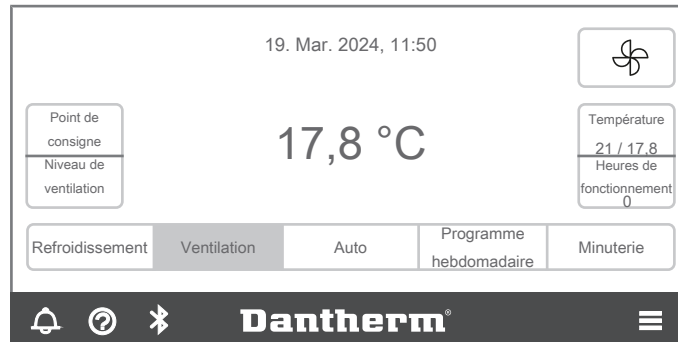 19. Mar. 2024, 11:50
Point de
consigne
Niveau de
ventilation
17,8 °C
Température
21 / 17,8
Heures de
fonctionnement
0
Refroidissement
Ventilation
Auto
Programme
hebdomadaire
Minuterie
Dantherm®